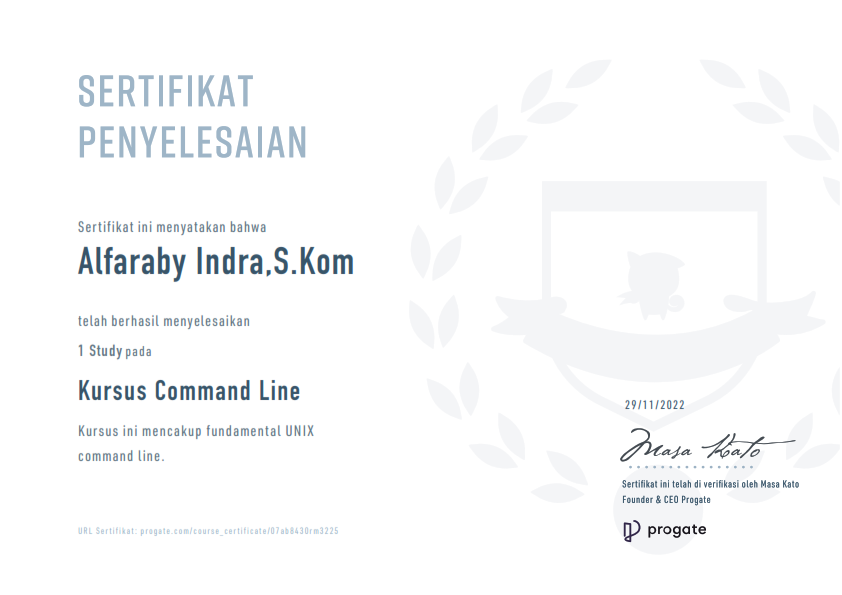 SERTIFIKAT
PENYELESAIAN
Sertifikat ini menyatakan bahwa
Alfaraby Indra,S.Kom
telah berhasil menyelesaikan
1 Study pada
Kursus Command Line
Kursus ini mencakup fundamental UNIX
command line.
29/11/2022
Masa Kato
Sertifikat ini telah di verifikasi oleh Masa Kato
Founder & CEO Progate
URL Sertifikat: progate.com/course_certificate/07ab8430rm3225
progate